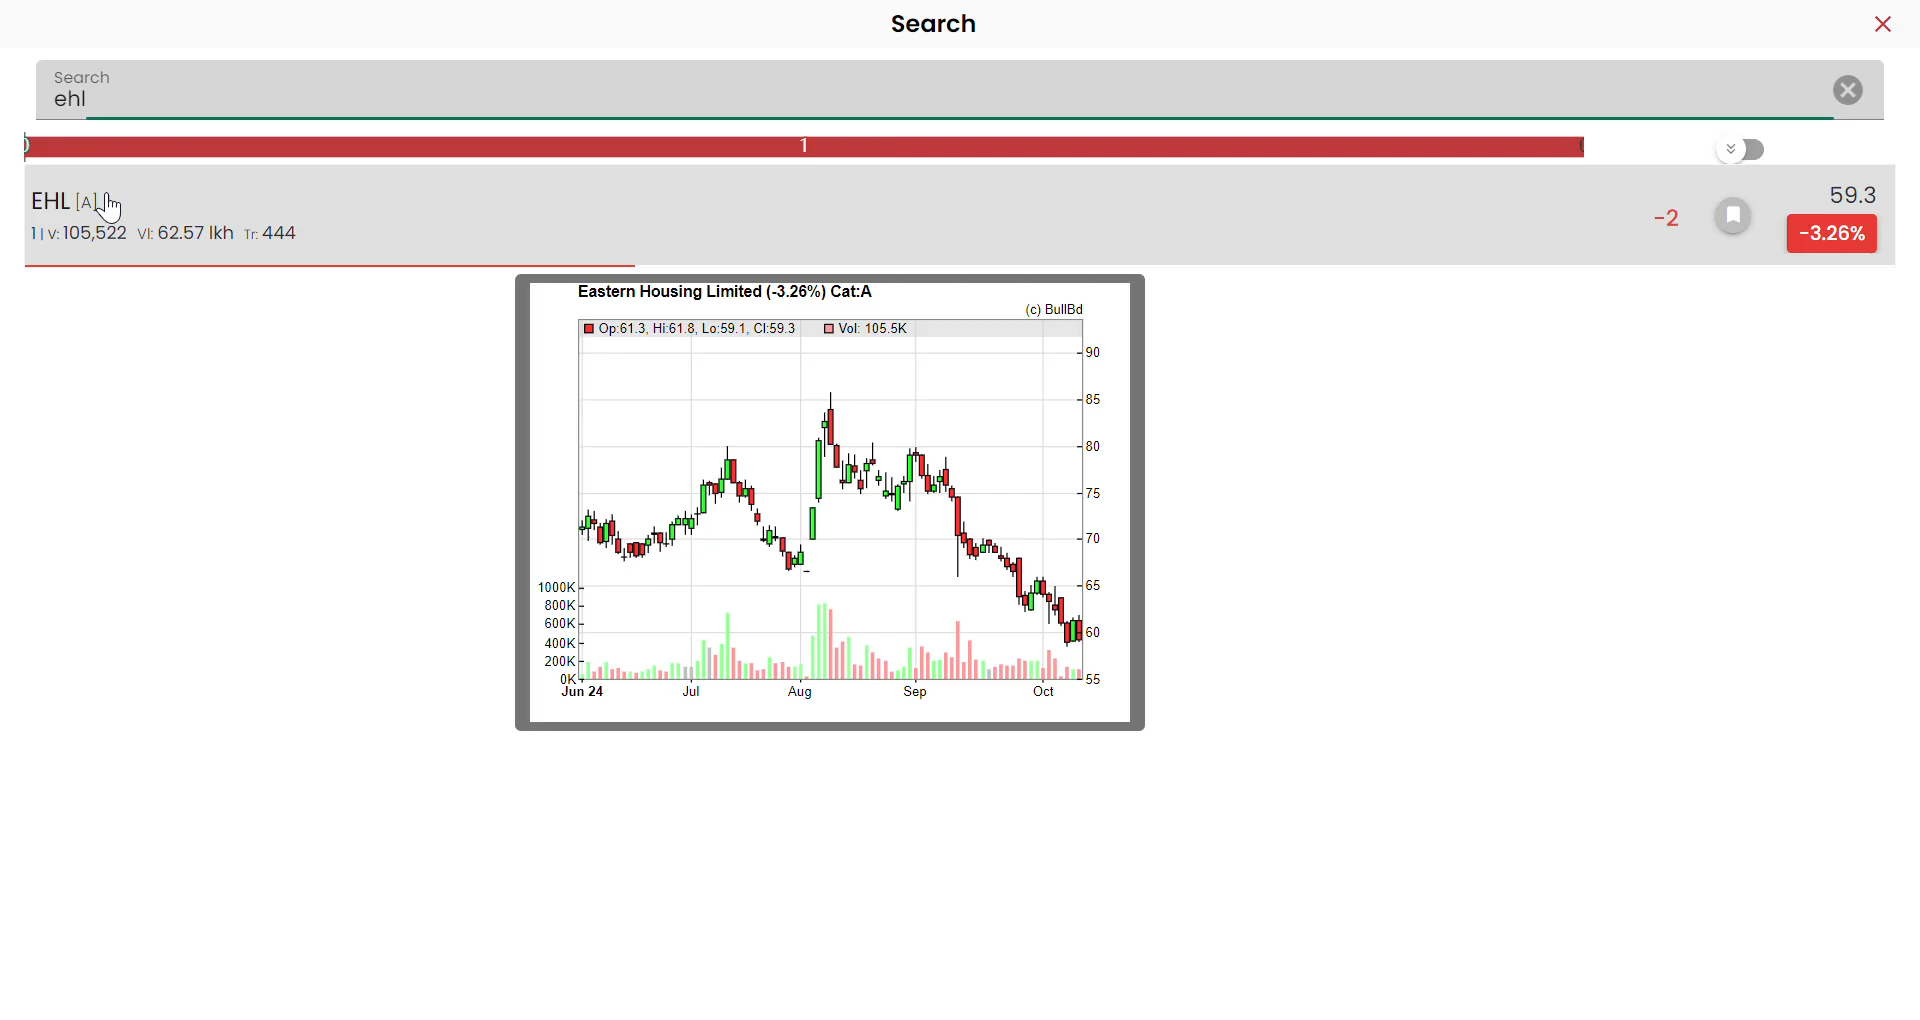 Search
Search
ehl
1
EHL [A]
59.3
-2
-3.26%
1 | V: 105,522 Vl: 62.57 lkh Tr: 444
Eastern Housing Limited (-3.26%) Cat:A
(c) BullBd
Op:61.3, Hi:61.8, Lo:59.1, Cl:59.3 Vol: 105.5K
90
85
80
75
70
65
60
55
1000K
800K
600K
400K
200K
0K
Jun 24 Jul Aug Sep Oct